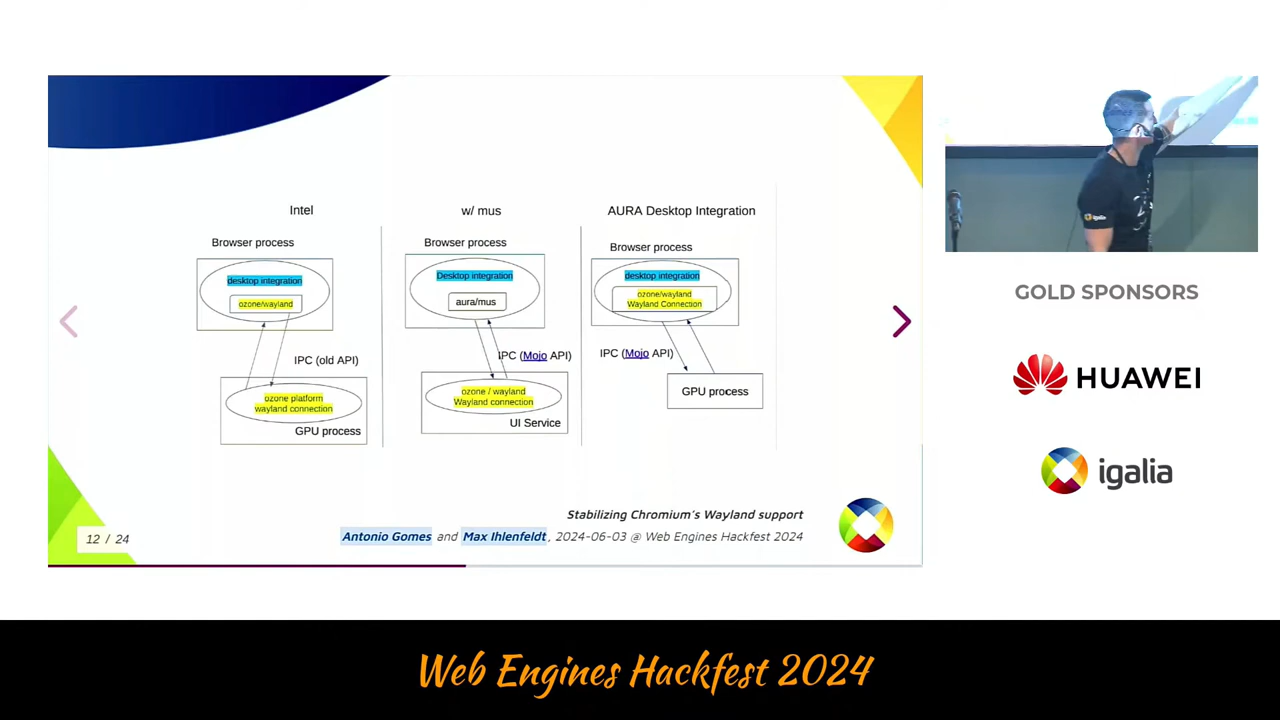 Intel
w/ mus
AURA Desktop Integration
Browser process
Browser process
Browser process
desktop integration
ozone/wayland
Desktop integration
aura/mus
desktop integration
ozone/wayland
Wayland Connection
IPC (old API)
IPC (Mojo API)
IPC (Mojo API)
ozone platform
wayland connection
GPU process
ozone / wayland
Wayland connection
UI Service
GPU process
Stabilizing Chromium's Wayland support
Antonio Gomes and Max Ihlenfeldt, 2024-06-03 @ Web Engines Hackfest 2024
12 / 24
igalia
GOLD SPONSORS
HUAWEI
igalia
Web Engines Hackfest 2024